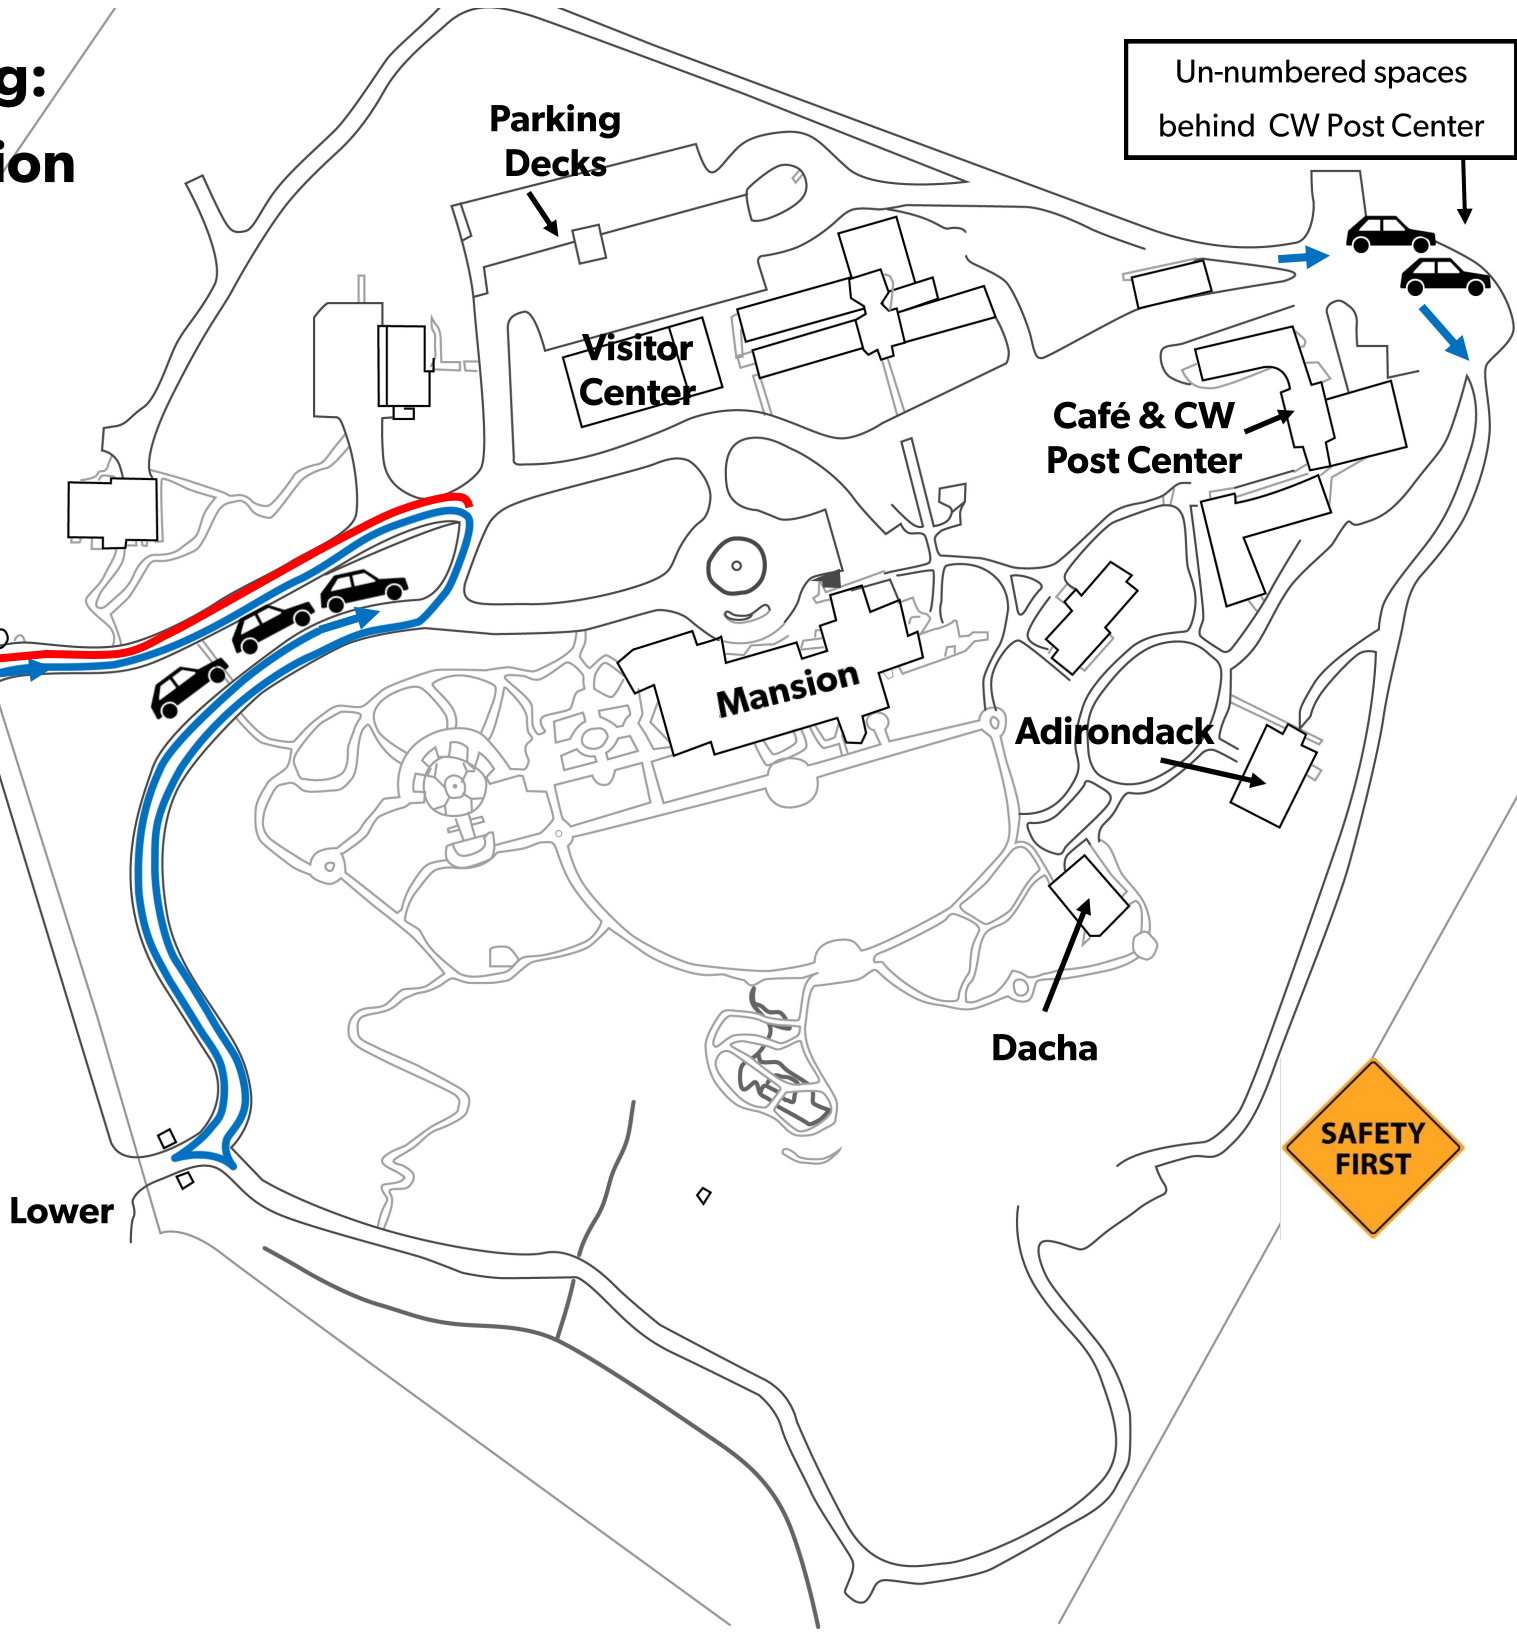 g:
ion
Un-numbered spaces
behind CW Post Center
Parking
Decks
Visitor
Center
Café & CW
Post Center
Mansion
Adirondack
Dacha
SAFETY
FIRST
Lower